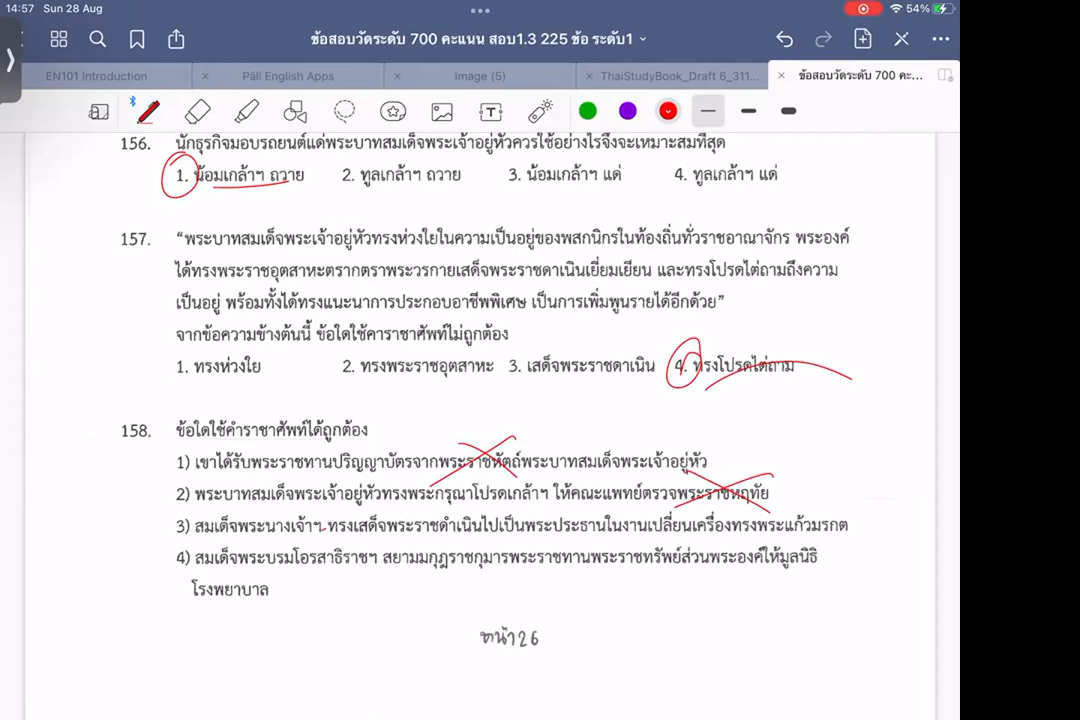 14:57 Sun 28 Aug
54%
ข้อสอบวัดระดับ 700 คะแนน สอบ1.3 225 ข้อ ระดับ1
EN101 Introduction
Pāli English Apps
Image (5)
ThaiStudyBook_Draft 6_311...
ข้อสอบวัดระดับ 700 คะ...
156. นักธุรกิจมอบรถยนต์แด่พระบาทสมเด็จพระเจ้าอยู่หัวควรใช้อย่างไรจึงจะเหมาะสมที่สุด
1. น้อมเกล้าฯ ถวาย 2. ทูลเกล้าฯ ถวาย 3. น้อมเกล้าฯ แด่ 4. ทูลเกล้าฯ แด่
157. “พระบาทสมเด็จพระเจ้าอยู่หัวทรงห่วงใยในความเป็นอยู่ของพสกนิกรในท้องถิ่นทั่วราชอาณาจักร พระองค์
ได้ทรงพระราชอุตสาหะตรากตราพระวรกายเสด็จพระราชดาเนินเยี่ยมเยียน และทรงโปรดไต่ถามถึงความ
เป็นอยู่ พร้อมทั้งได้ทรงแนะนาการประกอบอาชีพพิเศษ เป็นการเพิ่มพูนรายได้อีกด้วย”
จากข้อความข้างต้นนี้ ข้อใดใช้คาราชาศัพท์ไม่ถูกต้อง
1. ทรงห่วงใย 2. ทรงพระราชอุตสาหะ 3. เสด็จพระราชดาเนิน 4. ทรงโปรดไต่ถาม
158. ข้อใดใช้คำราชาศัพท์ได้ถูกต้อง
1) เขาได้รับพระราชทานปริญญาบัตรจากพระราชหัตถ์พระบาทสมเด็จพระเจ้าอยู่หัว
2) พระบาทสมเด็จพระเจ้าอยู่หัวทรงพระกรุณาโปรดเกล้าฯ ให้คณะแพทย์ตรวจพระราชหฤทัย
3) สมเด็จพระนางเจ้าฯ ทรงเสด็จพระราชดำเนินไปเป็นพระประธานในงานเปลี่ยนเครื่องทรงพระแก้วมรกต
4) สมเด็จพระบรมโอรสาธิราชฯ สยามมกุฎราชกุมารพระราชทานพระราชทรัพย์ส่วนพระองค์ให้มูลนิธิ
โรงพยาบาล
หน้า26